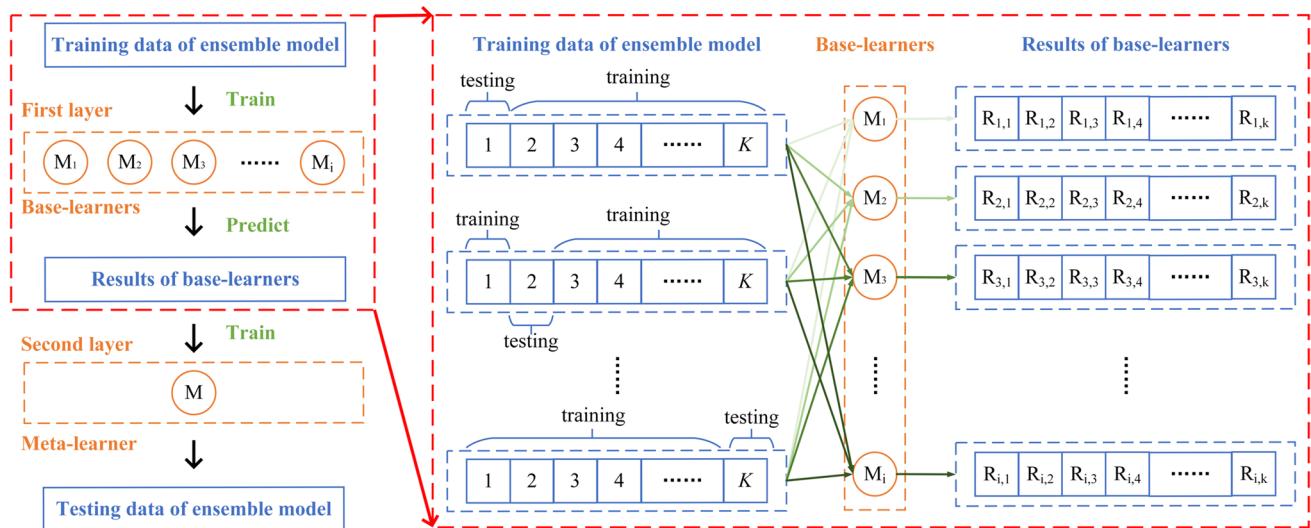 Training data of ensemble model
Train
First layer
M₁ M₂ M₃ ······ Mᵢ
Base-learners
Predict
Results of base-learners
Train
Second layer
M
Meta-learner
Testing data of ensemble model
Training data of ensemble model
Base-learners
Results of base-learners
testing
training
1 2 3 4 ······ K
M₁
R₁,₁ R₁,₂ R₁,₃ R₁,₄ ······ R₁,ₖ
M₂
R₂,₁ R₂,₂ R₂,₃ R₂,₄ ······ R₂,ₖ
training
training
1 2 3 4 ······ K
testing
M₃
R₃,₁ R₃,₂ R₃,₃ R₃,₄ ······ R₃,ₖ
training
testing
1 2 3 4 ······ K
Mᵢ
Rᵢ,₁ Rᵢ,₂ Rᵢ,₃ Rᵢ,₄ ······ Rᵢ,ₖ